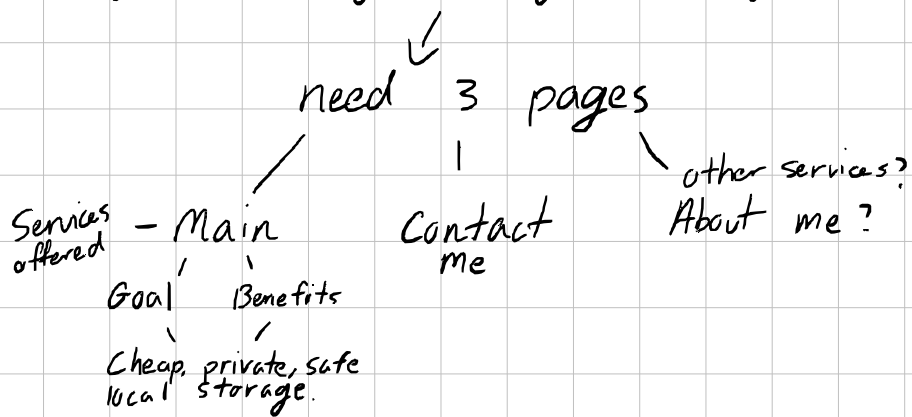 need 3 pages
other services?
About me?
Services
offered
- Main
Contact
me
Goal
Benefits
Cheap, private, safe
local storage.